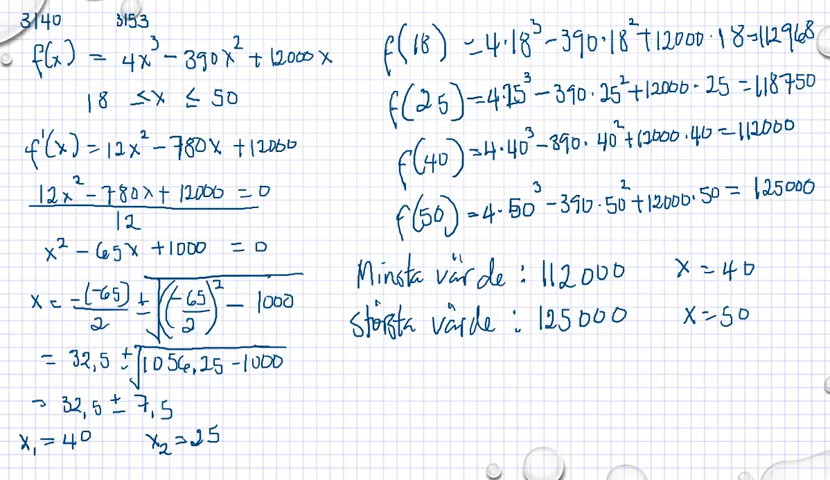 3140 3153
f(x) = 4x³ - 390x² + 12000x
18 ≤ x ≤ 50
f'(x) = 12x² - 780x + 12000
12x² - 780x + 12000 = 0
12
x² - 65x + 1000 = 0
x = -(-65)/2 ± √((-65/2)² - 1000)
= 32,5 ± √(1056,25 - 1000)
= 32,5 ± 7,5
x₁ = 40 x₂ = 25
f(18) = 4·18³ - 390·18² + 12000·18 = 112968
f(25) = 4·25³ - 390·25² + 12000·25 = 118750
f(40) = 4·40³ - 390·40² + 12000·40 = 112000
f(50) = 4·50³ - 390·50² + 12000·50 = 125000
Minsta värde : 112000 x = 40
största värde : 125000 x = 50